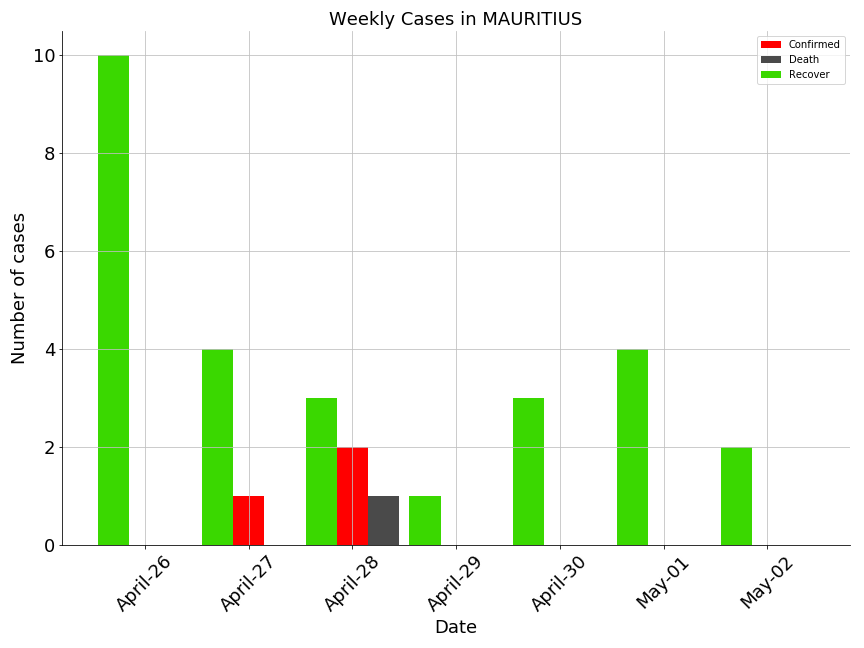 Weekly Cases in MAURITIUS
Confirmed
Death
Recover
Number of cases
10
8
6
4
2
0
April-26
April-27
April-28
April-29
April-30
May-01
May-02
Date